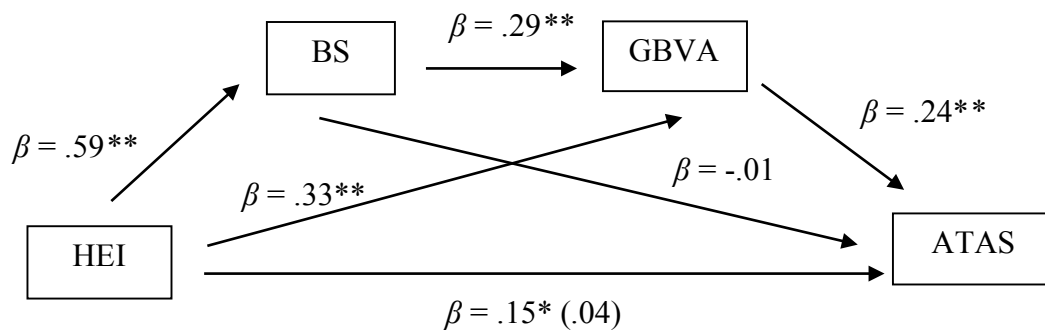 β = .29**
BS
GBVA
β = .59**
β = .24**
β = .33**
β = -.01
HEI
ATAS
β = .15* (.04)